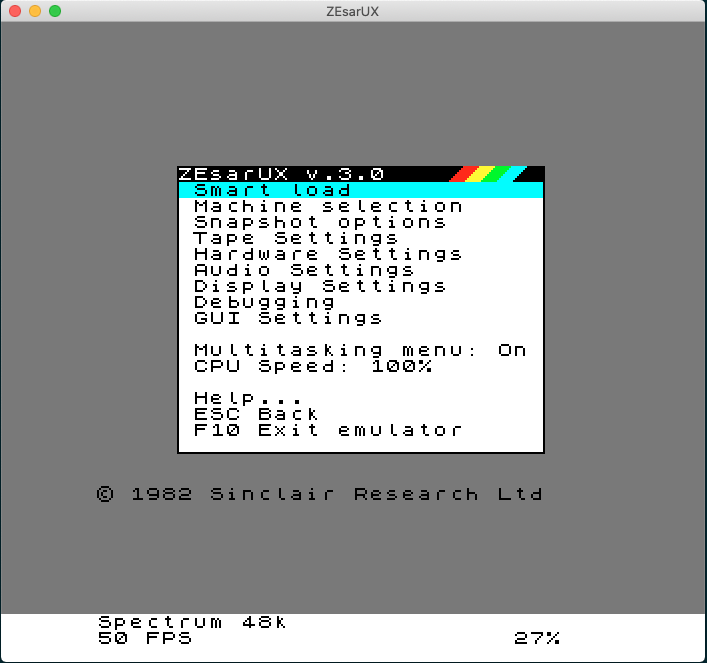 ZEsarUX
ZEsarUX v.3.0
Smart load
Machine selection
Snapshot options
Tape Settings
Hardware Settings
Audio Settings
Display Settings
Debugging
GUI Settings
Multitasking menu: On
CPU Speed: 100%
Help...
ESC Back
F10 Exit emulator
© 1982 Sinclair Research Ltd
Spectrum 48k
50 FPS 27%